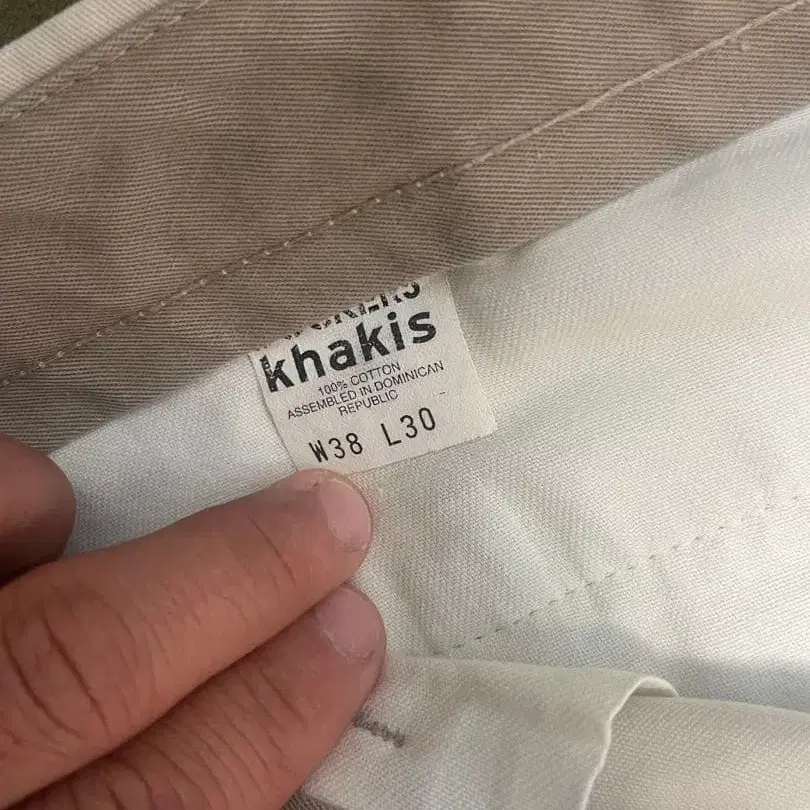 khakis
100% COTTON
ASSEMBLED IN DOMINICAN
REPUBLIC
W38 L30